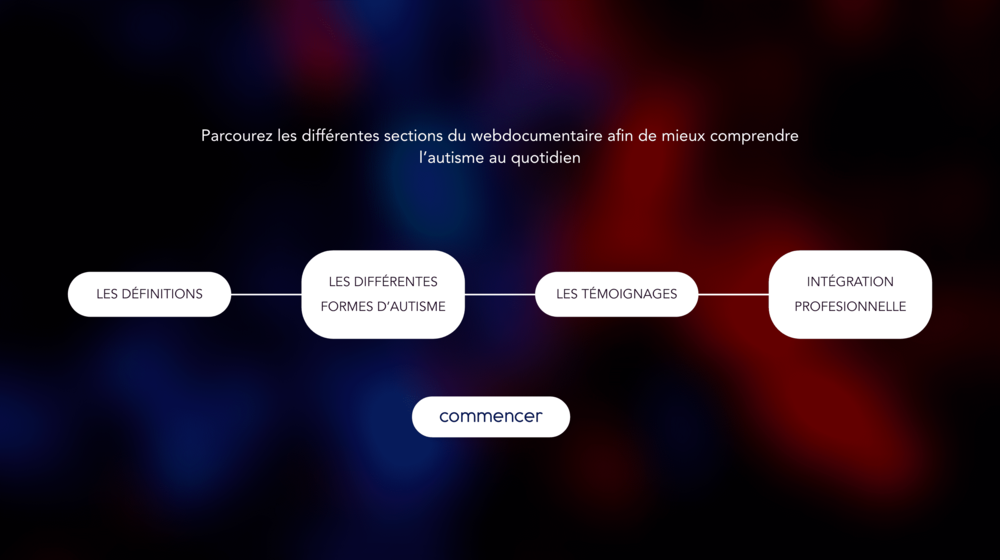 Parcourez les différentes sections du webdocumentaire afin de mieux comprendre
l’autisme au quotidien
LES DÉFINITIONS
LES DIFFÉRENTES
FORMES D’AUTISME
LES TÉMOIGNAGES
INTÉGRATION
PROFESIONNELLE
commencer